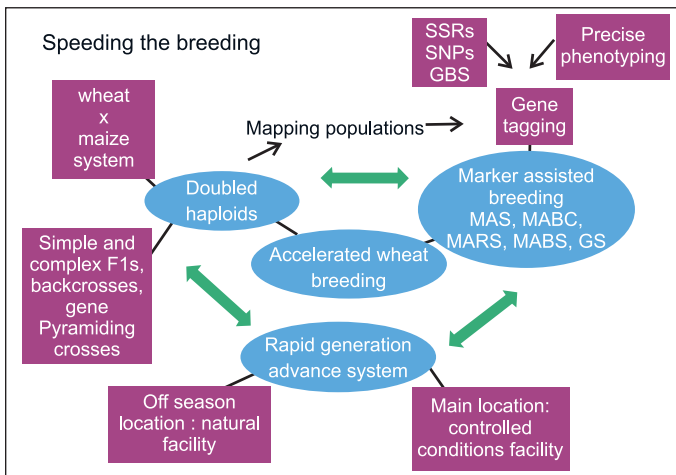 Speeding the breeding
SSRs
SNPs
GBS
Precise
phenotyping
wheat
x
maize
system
Mapping populations
Gene
tagging
Doubled
haploids
Marker assisted
breeding
MAS, MABC,
MARS, MABS, GS
Simple and
complex F1s,
backcrosses,
gene
Pyramiding
crosses
Accelerated wheat
breeding
Rapid generation
advance system
Off season
location : natural
facility
Main location:
controlled
conditions facility